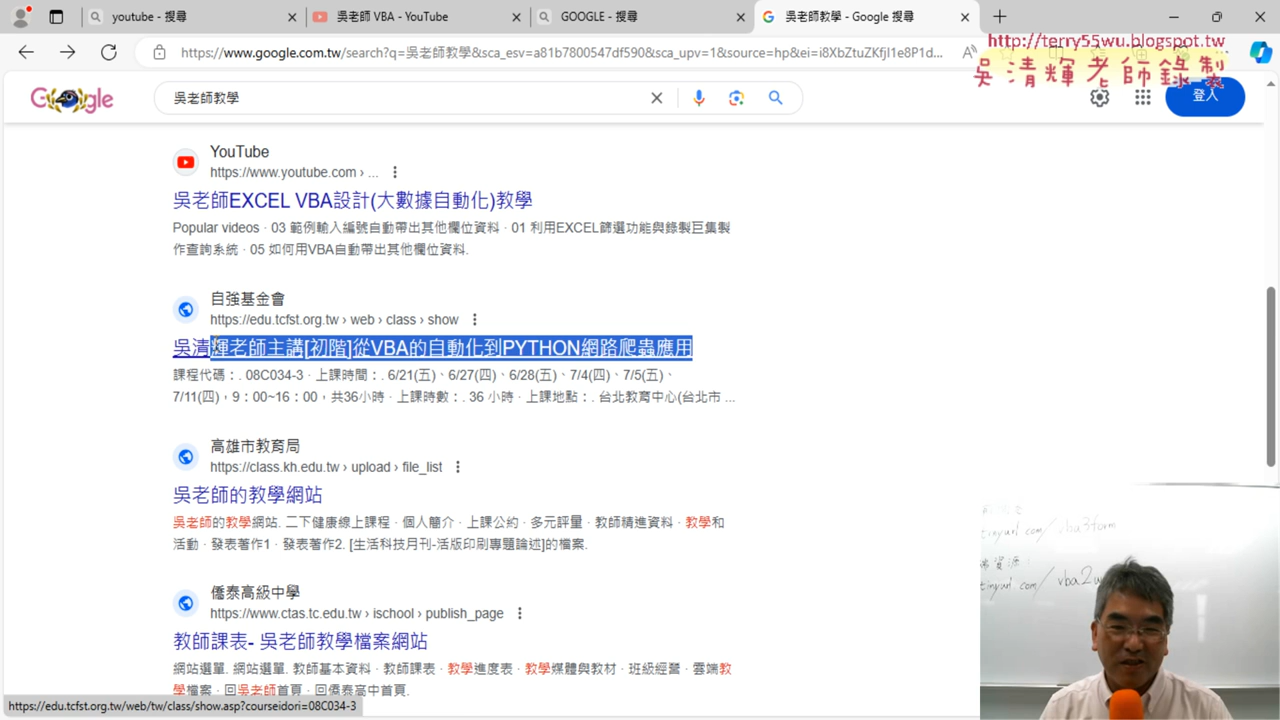 youtube - 搜尋
吳老師 VBA - YouTube
GOOGLE - 搜尋
吳老師教學 - Google 搜尋
https://www.google.com.tw/search?q=吳老師教學&sca_esv=a81b7800547df590&sca_upv=1&source=hp&ei=i8XbZtuZKfjI1e8P1d...
http://terry55wu.blogspot.tw
吳清輝老師錄製
Google
吳老師教學
登入
YouTube
https://www.youtube.com › ...
吳老師EXCEL VBA設計(大數據自動化)教學
Popular videos · 03 範例輸入編號自動帶出其他欄位資料 · 01 利用EXCEL篩選功能與錄製巨集製
作查詢系統 · 05 如何用VBA自動帶出其他欄位資料.
自強基金會
https://edu.tcfst.org.tw › web › class › show
吳清輝老師主講[初階]從VBA的自動化到PYTHON網路爬蟲應用
課程代碼：. 08C034-3 · 上課時間：. 6/21(五)、6/27(四)、6/28(五)、7/4(四)、7/5(五)、
7/11(四)，9：00~16：00，共36小時 · 上課時數：. 36 小時 · 上課地點：. 台北教育中心(台北市 ...
高雄市教育局
https://class.kh.edu.tw › upload › file_list
吳老師的教學網站
吳老師的教學網站. 二下健康線上課程 · 個人簡介 · 上課公約 · 多元評量 · 教師精進資料 · 教學和
活動 · 發表著作1 · 發表著作2. [生活科技月刊-活版印刷專題論述]的檔案.
僑泰高級中學
https://www.ctas.tc.edu.tw › ischool › publish_page
教師課表- 吳老師教學檔案網站
網站選單. 網站選單. 教師基本資料 · 教師課表 · 教學進度表 · 教學媒體與教材 · 班級經營 · 雲端教
學檔案 · 回吳老師首頁 · 回僑泰高中首頁.
https://edu.tcfst.org.tw/web/tw/class/show.asp?courseidori=08C034-3
tinyurl.com/vba3form
資源：
tinyurl.com/vba2w